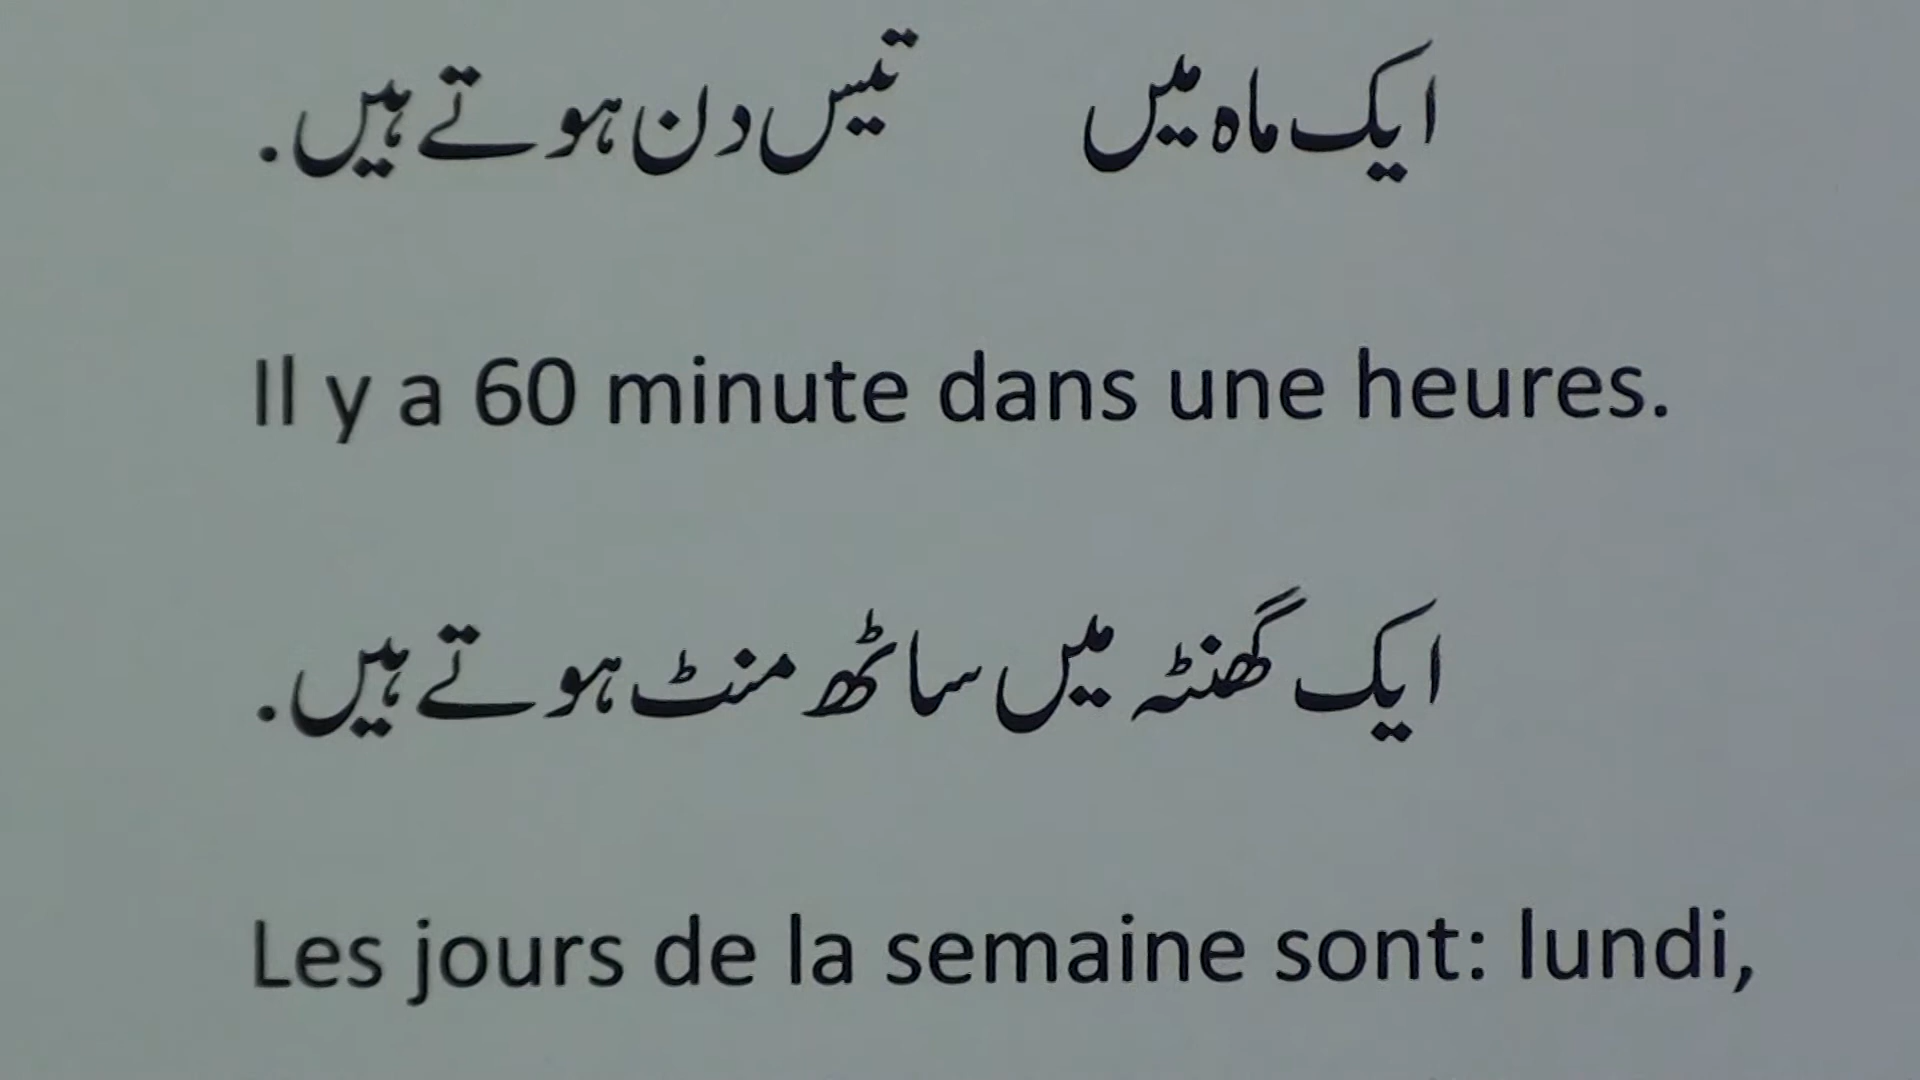 ایک ماہ میں تیس دن ہوتے ہیں.
Il y a 60 minute dans une heures.
ایک گھنٹہ میں ساٹھ منٹ ہوتے ہیں.
Les jours de la semaine sont: lundi,